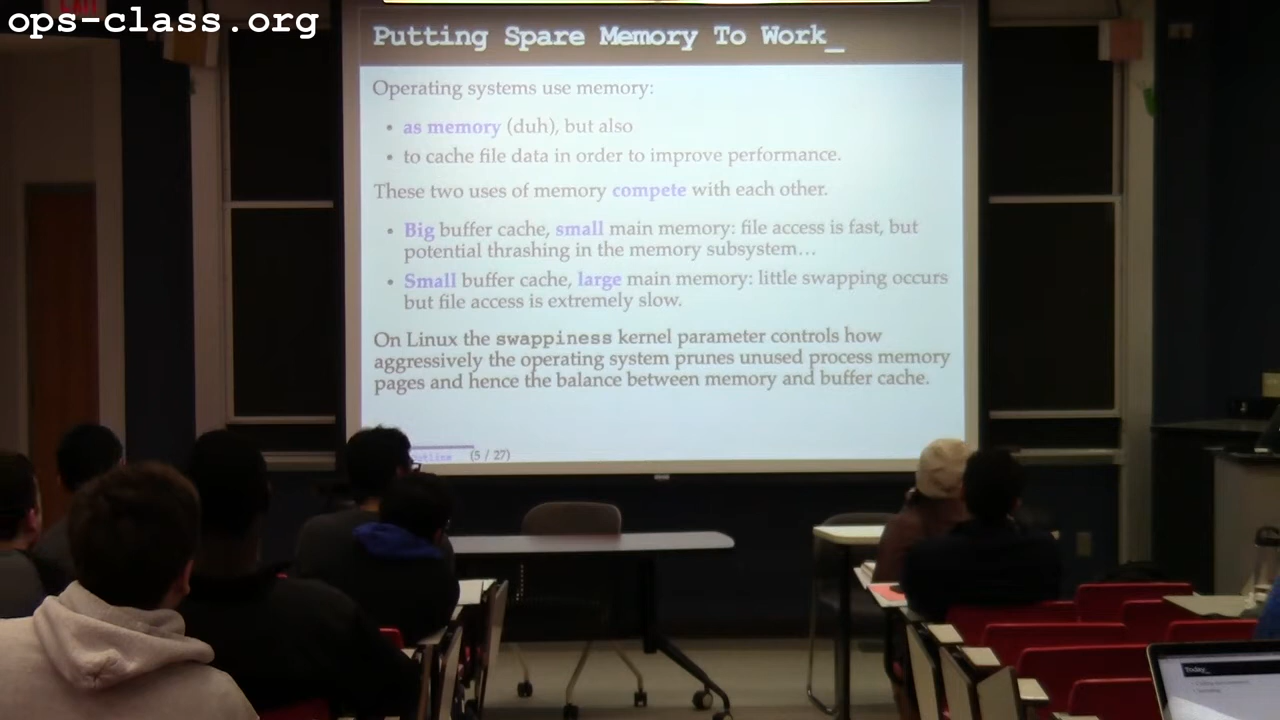 EXIT
ops-class.org
Putting Spare Memory To Work_
Operating systems use memory:
• as memory (duh), but also
• to cache file data in order to improve performance.
These two uses of memory compete with each other.
• Big buffer cache, small main memory: file access is fast, but
potential thrashing in the memory subsystem…
• Small buffer cache, large main memory: little swapping occurs
but file access is extremely slow.
On Linux the swappiness kernel parameter controls how
aggressively the operating system prunes unused process memory
pages and hence the balance between memory and buffer cache.
(5 / 27)
Today_